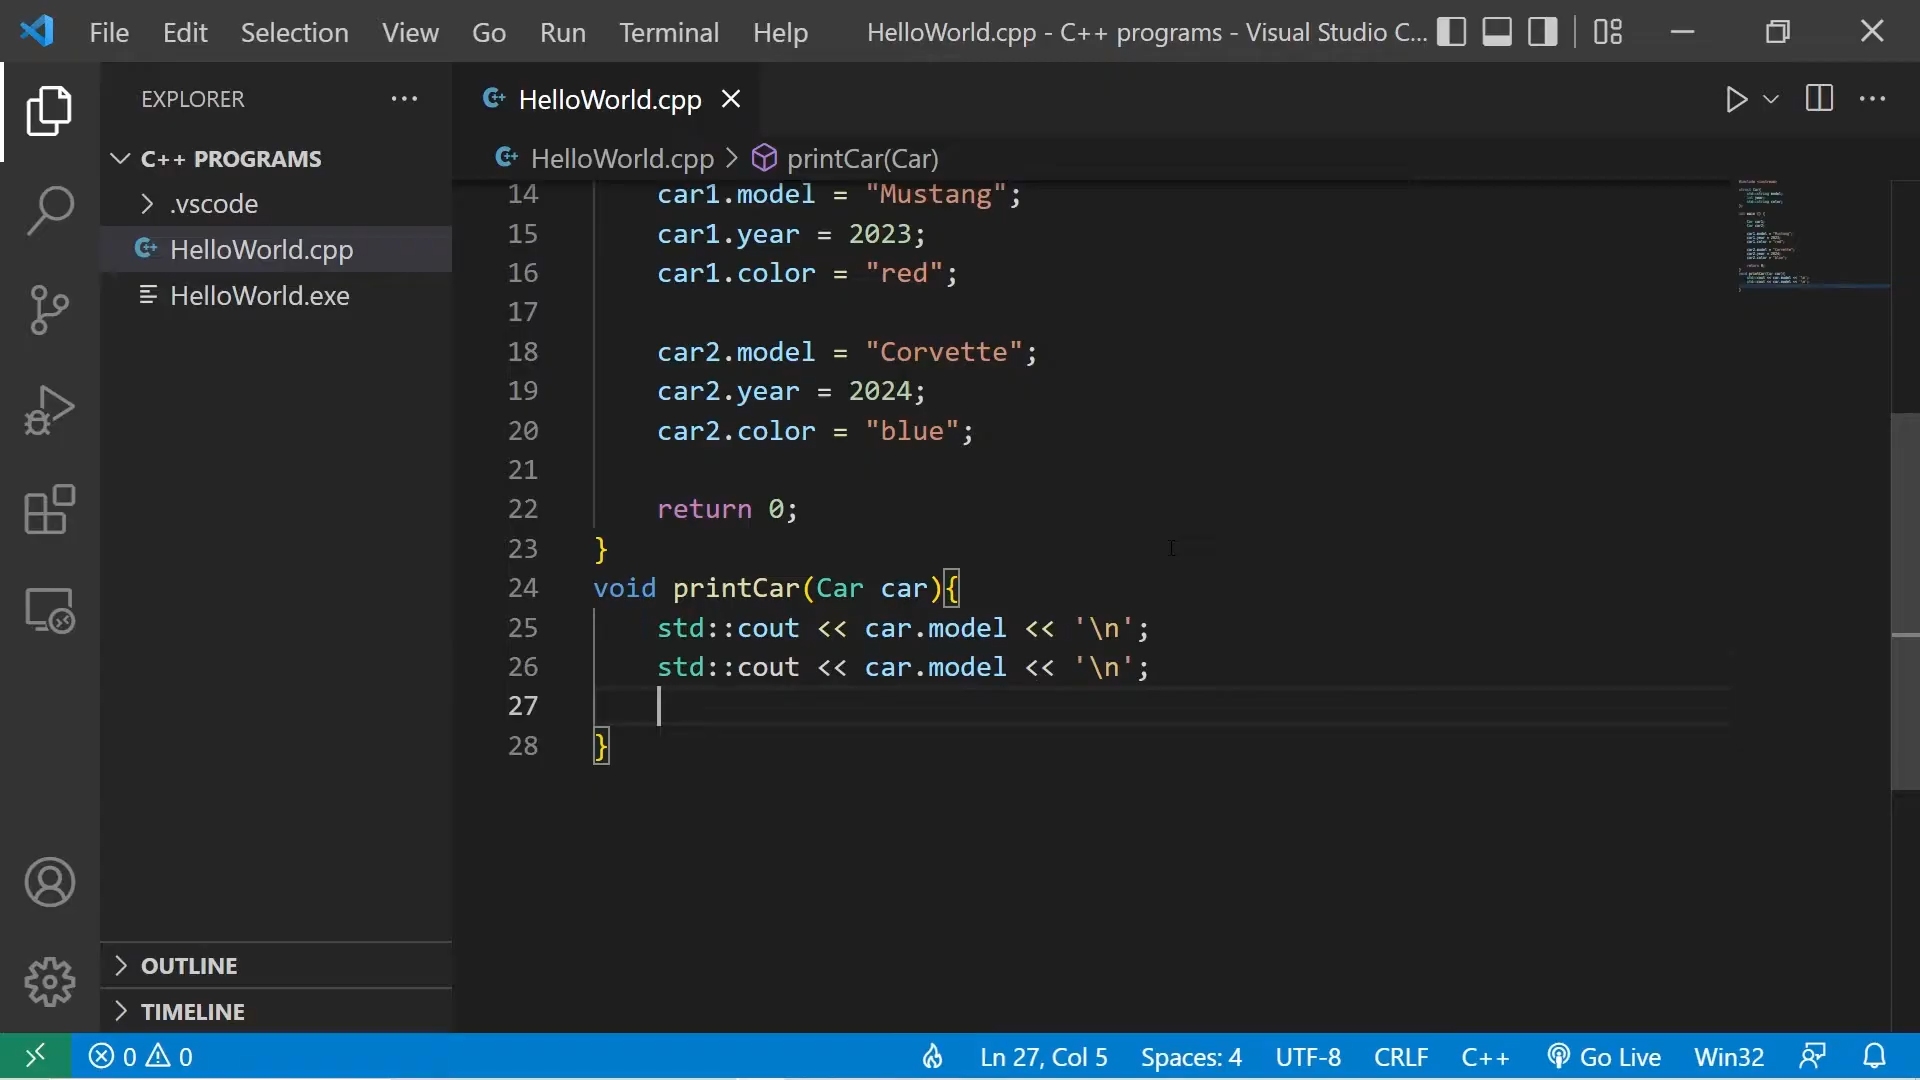 File Edit Selection View Go Run Terminal Help HelloWorld.cpp - C++ programs - Visual Studio C...
EXPLORER
C++ PROGRAMS
.vscode
HelloWorld.cpp
HelloWorld.exe
OUTLINE
TIMELINE
HelloWorld.cpp
HelloWorld.cpp > printCar(Car)
14 car1.model = "Mustang";
15 car1.year = 2023;
16 car1.color = "red";
17
18 car2.model = "Corvette";
19 car2.year = 2024;
20 car2.color = "blue";
21
22 return 0;
23 }
24 void printCar(Car car){
25 std::cout << car.model << '\n';
26 std::cout << car.model << '\n';
27
28 }
0 0 Ln 27, Col 5 Spaces: 4 UTF-8 CRLF C++ Go Live Win32